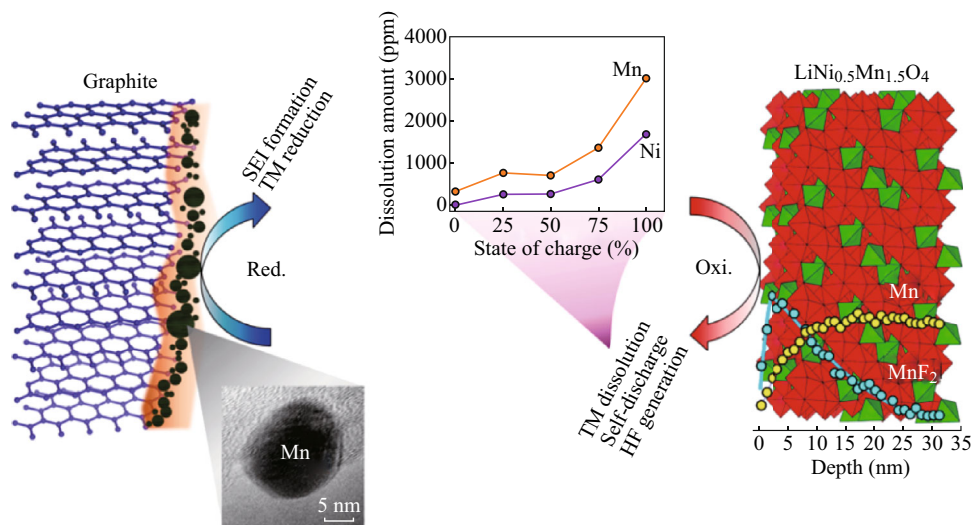 Graphite
SEI formation
TM reduction
Red.
Mn
5 nm
Dissolution amount (ppm)
4000
3000
2000
1000
0
Mn
Ni
0 25 50 75 100
State of charge (%)
Oxi.
TM dissolution
Self-discharge
HF generation
LiNi₀.₅Mn₁.₅O₄
Mn
MnF₂
0 5 10 15 20 25 30 35
Depth (nm)